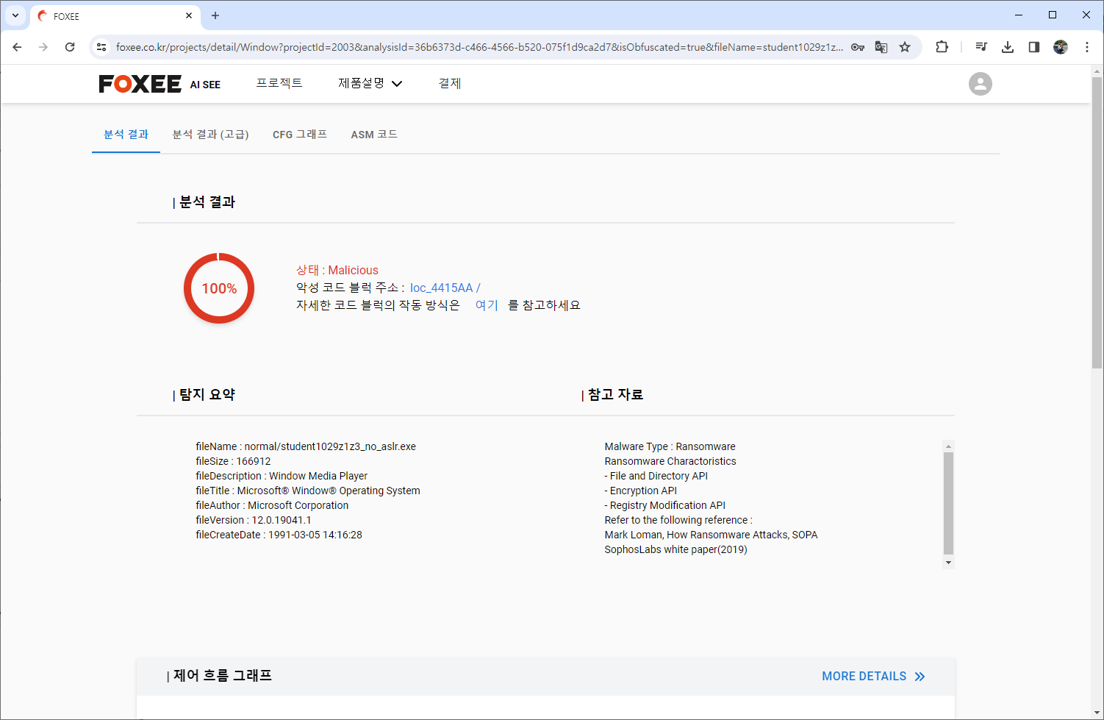 FOXEE
foxee.co.kr/projects/detail/Window?projectId=2003&analysisId=36b6373d-c466-4566-b520-075f1d9ca2d7&isObfuscated=true&fileName=student1029z1z...
FOXEE AI SEE 프로젝트 제품설명 결제
분석 결과 분석 결과 (고급) CFG 그래프 ASM 코드
| 분석 결과
100%
상태 : Malicious
악성 코드 블럭 주소 : loc_4415AA /
자세한 코드 블럭의 작동 방식은 여기 를 참고하세요
| 탐지 요약
fileName : normal/student1029z1z3_no_aslr.exe
fileSize : 166912
fileDescription : Window Media Player
fileTitle : Microsoft® Window® Operating System
fileAuthor : Microsoft Corporation
fileVersion : 12.0.19041.1
fileCreateDate : 1991-03-05 14:16:28
| 참고 자료
Malware Type : Ransomware
Ransomware Characteristics
- File and Directory API
- Encryption API
- Registry Modification API
Refer to the following reference :
Mark Loman, How Ransomware Attacks, SOPA
SophosLabs white paper(2019)
| 제어 흐름 그래프 MORE DETAILS